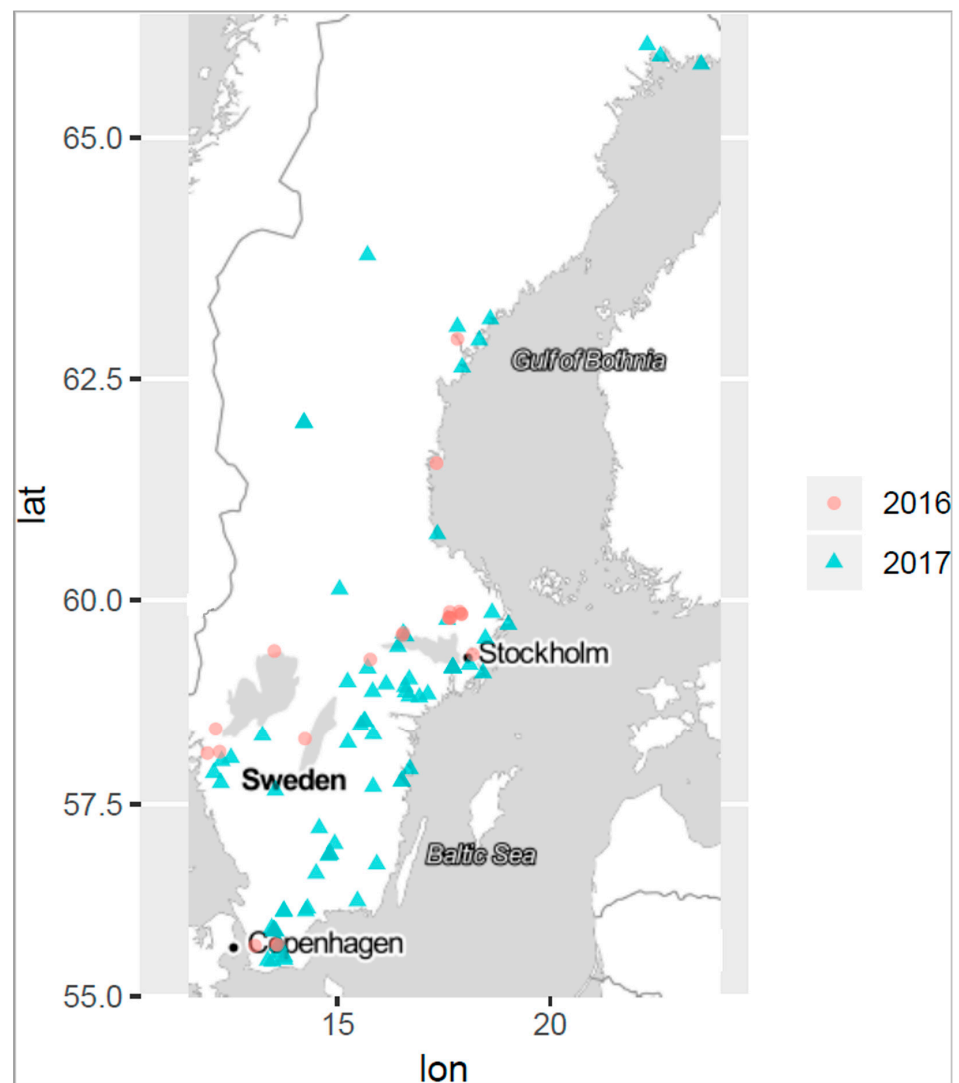 65.0
62.5
60.0
57.5
55.0
lat
15
20
lon
Gulf of Bothnia
Stockholm
Sweden
Baltic Sea
Copenhagen
2016
2017